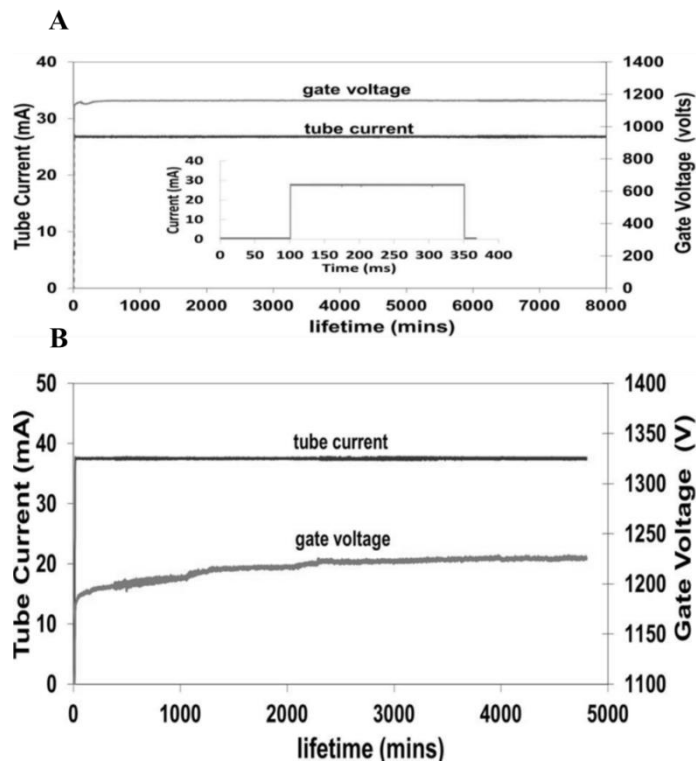 A
40
30
20
10
0
Tube Current (mA)
gate voltage
tube current
1400
1200
1000
800
600
400
200
0
Gate Voltage (volts)
40
30
20
10
0
Current (mA)
0 50 100 150 200 250 300 350 400
Time (ms)
0 1000 2000 3000 4000 5000 6000 7000 8000
lifetime (mins)
B
50
40
30
20
10
0
Tube Current (mA)
tube current
gate voltage
1400
1350
1300
1250
1200
1150
1100
Gate Voltage (V)
0 1000 2000 3000 4000 5000
lifetime (mins)